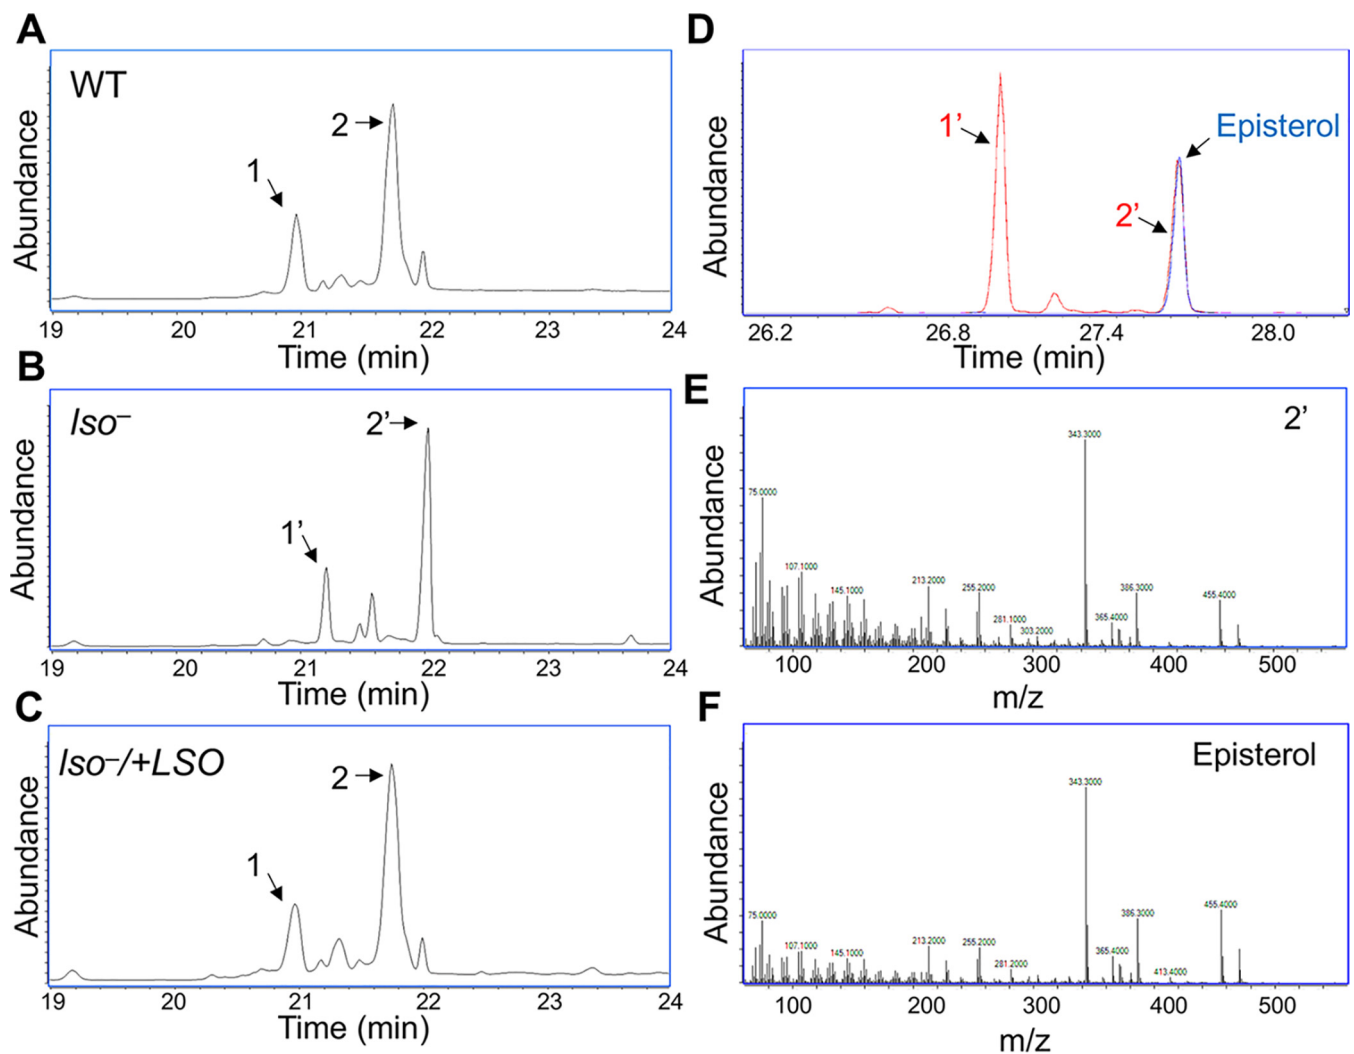 A
WT
1
2
Abundance
19 20 21 22 23 24
Time (min)
B
lso–
1’
2’
Abundance
19 20 21 22 23 24
Time (min)
C
lso–/+LSO
1
2
Abundance
19 20 21 22 23 24
Time (min)
D
1’
2’
Episterol
Abundance
26.2 26.8 27.4 28.0
Time (min)
E
2’
Abundance
343.3000
75.0000
107.1000
145.1000
213.2000
255.2000
281.1000
303.2000
365.4000
386.3000
455.4000
100 200 300 400 500
m/z
F
Episterol
Abundance
343.3000
75.0000
107.1000
145.1000
213.2000
255.2000
281.2000
365.4000
386.3000
413.4000
455.4000
100 200 300 400 500
m/z